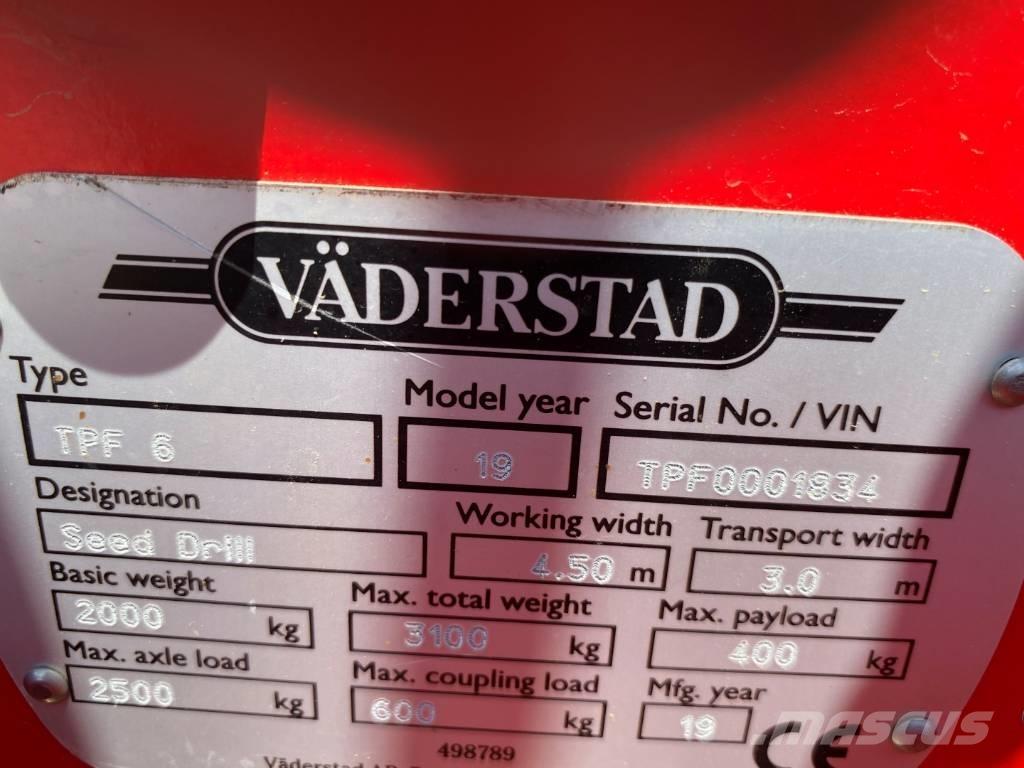 VÄDERSTAD
Type Model year Serial No. / VIN
TPF 6 19 TPF0001834
Designation Working width Transport width
Seed Drill 4.50 m 3.0 m
Basic weight Max. total weight Max. payload
2000 kg 3100 kg 400 kg
Max. axle load Max. coupling load Mfg. year
2500 kg 600 kg 19
CE
498789
Väderstad AB
mascus